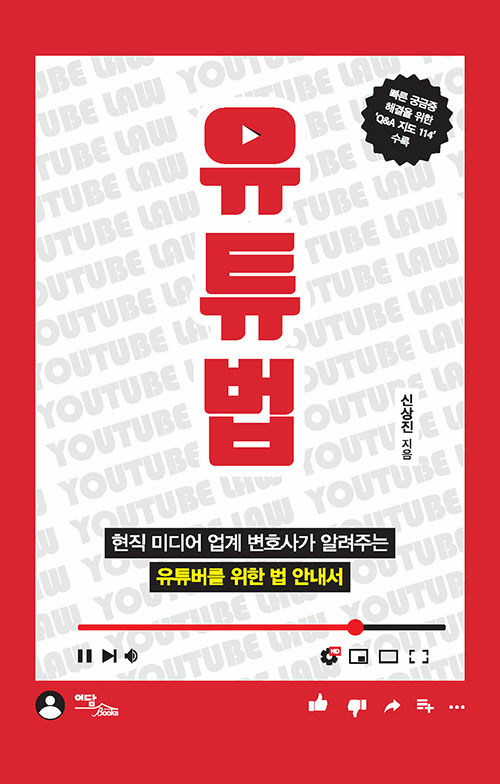 YOUTUBE LAW
빠른 궁금증
해결을 위한
'Q&A 지도 114'
수록
유튜법
신상진 지음
현직 미디어 업계 변호사가 알려주는
유튜버를 위한 법 안내서
HD
어담
Books